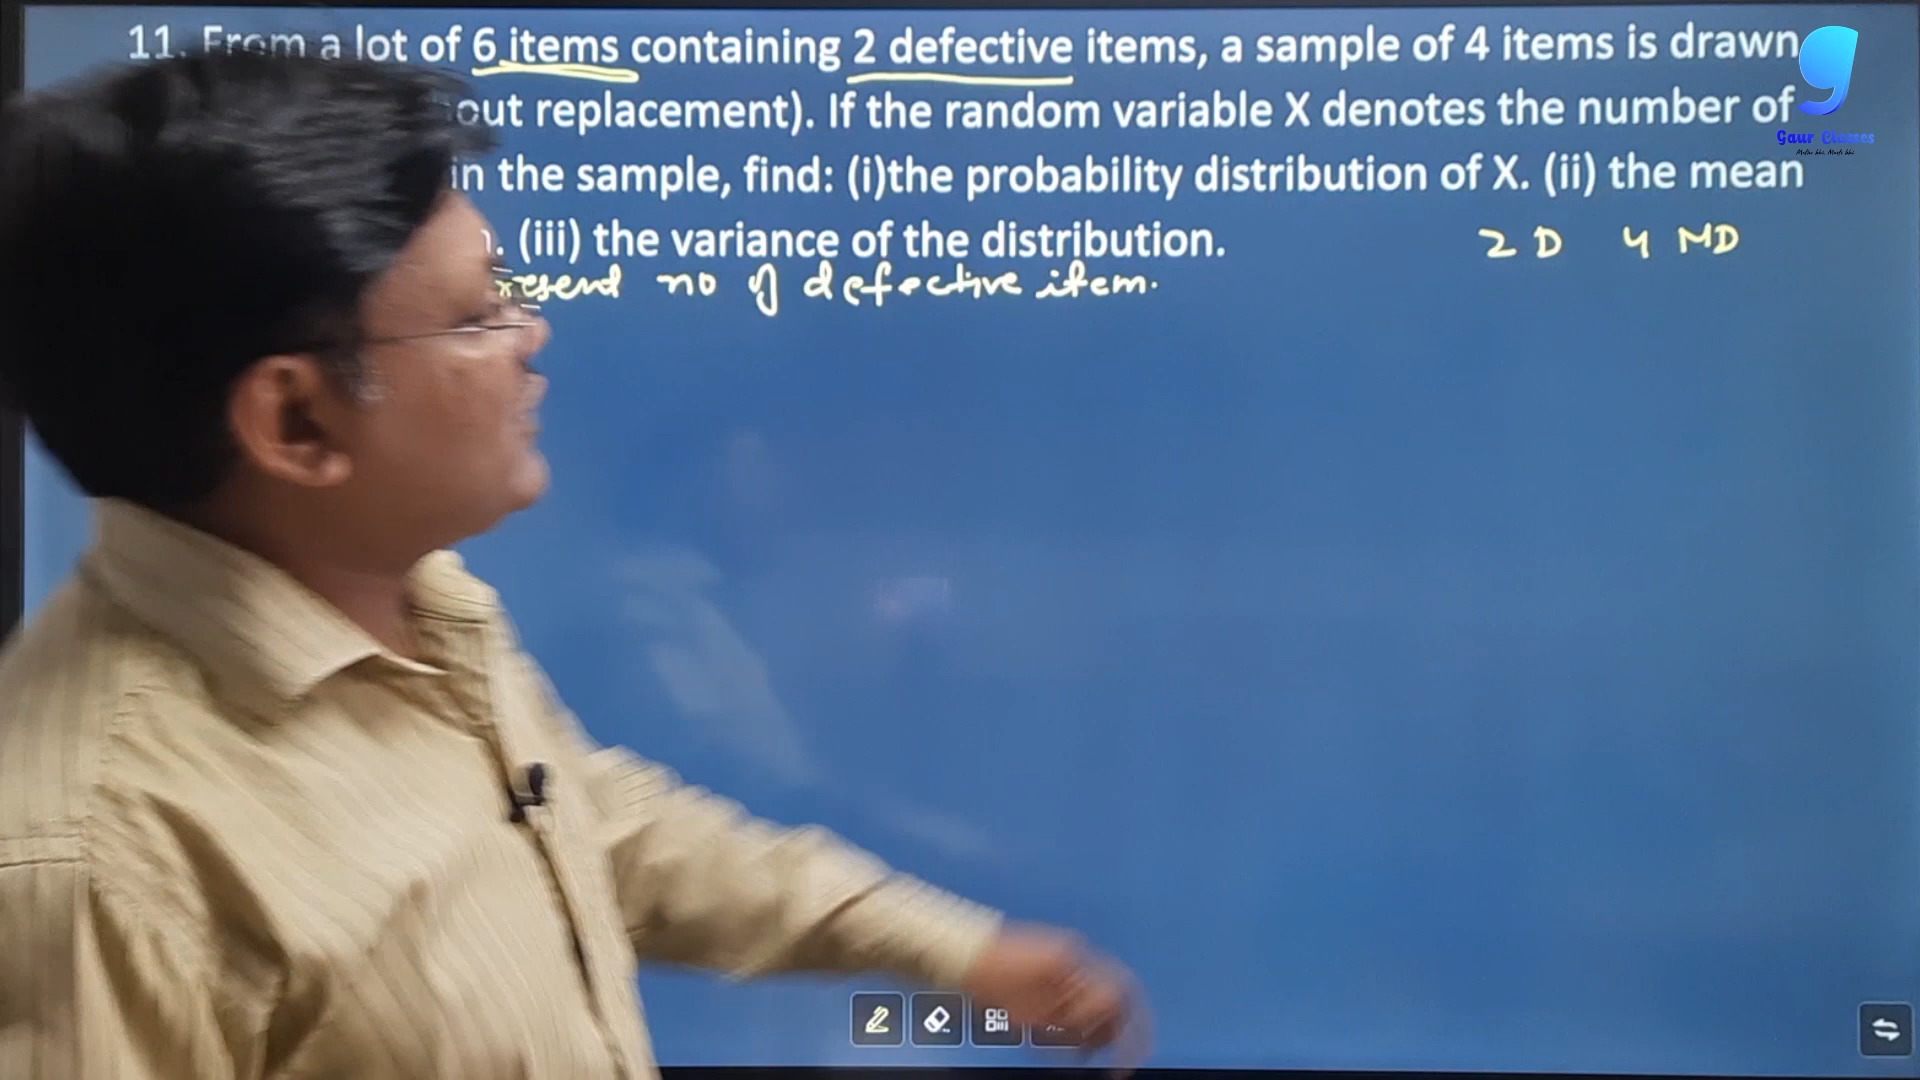 11. From a lot of 6 items containing 2 defective items, a sample of 4 items is drawn
out replacement). If the random variable X denotes the number of
in the sample, find: (i)the probability distribution of X. (ii) the mean
. (iii) the variance of the distribution.
2 D 4 ND
resend no of defective item.
Gaur Classes